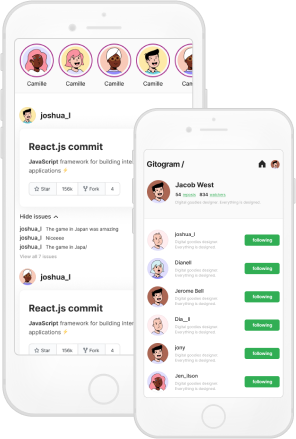 Camille
Camille
Camille
Camille
Cam
joshua_l
React.js commit
JavaScript framework for building inte
applications ⚡
Star 156k Fork 4
Hide issues
joshua_l The game in Japan was amazing
joshua_l Niceeee
joshua_l The game in Japa!
View all 7 issues
joshua_l
React.js commit
JavaScript framework for building inter
applications ⚡
Star 156k Fork 4
Gitogram /
Jacob West
54 834
Digital goodies designer. Everything is designed.
joshua_l
Digital goodies designer.
Everything is designed.
following
Dianell
Digital goodies designer.
Everything is designed.
following
Jerome Bell
Digital goodies designer.
Everything is designed.
following
Dia__ll
Digital goodies designer.
Everything is designed.
following
jony
Digital goodies designer.
Everything is designed.
following
Jen_ilson
Digital goodies designer.
Everything is designed.
following